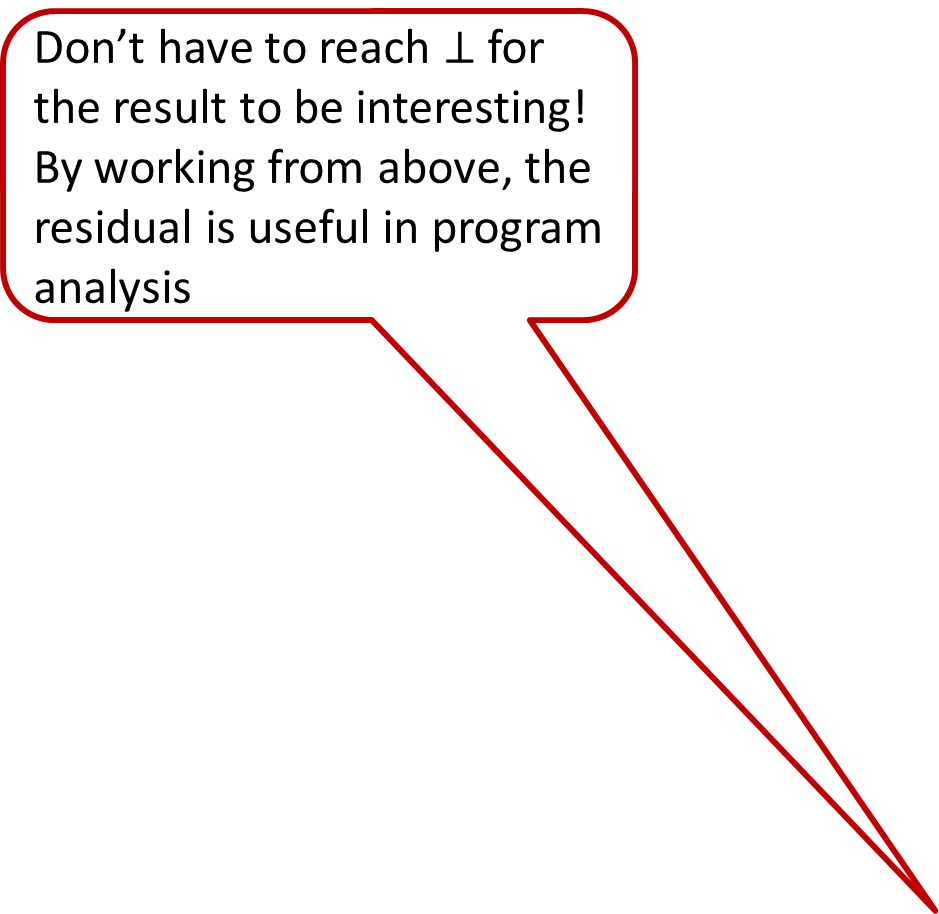 Don’t have to reach ⊥ for
the result to be interesting!
By working from above, the
residual is useful in program
analysis